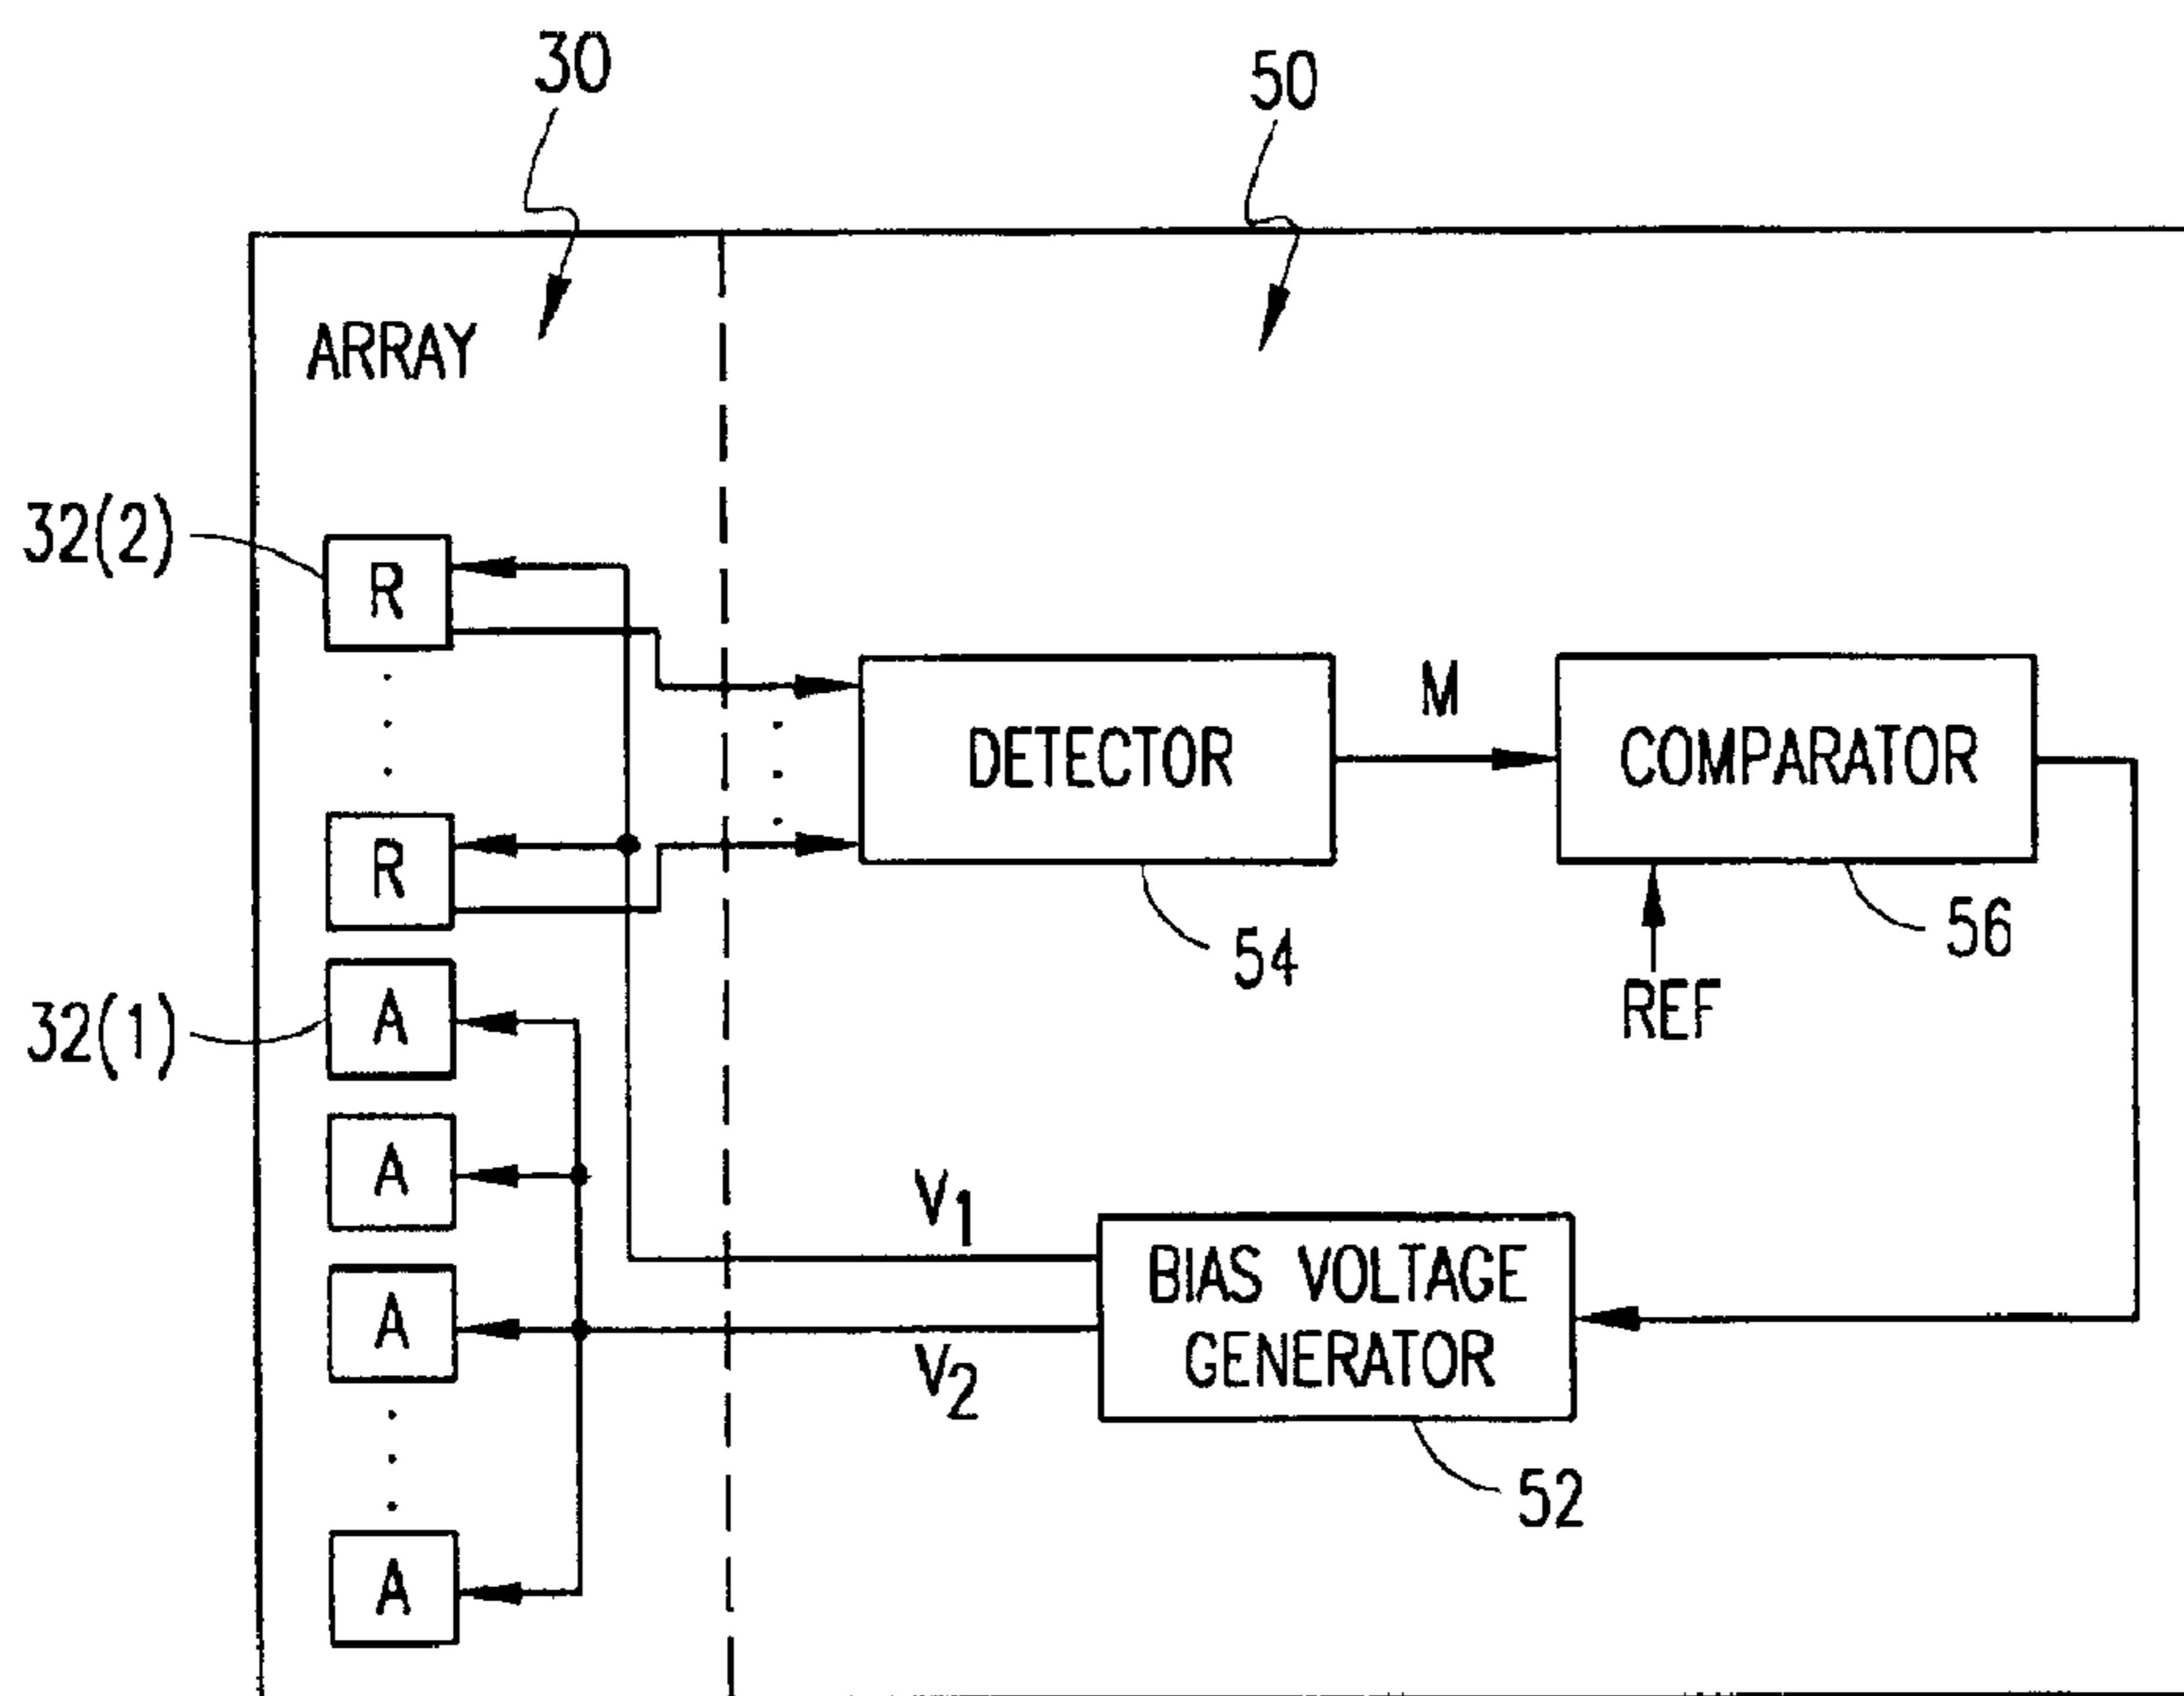 30
50
ARRAY
32(2)
R
M
DETECTOR
COMPARATOR
R
54
56
32(1)
A
REF
A
V1
BIAS VOLTAGE
GENERATOR
A
V2
52
A